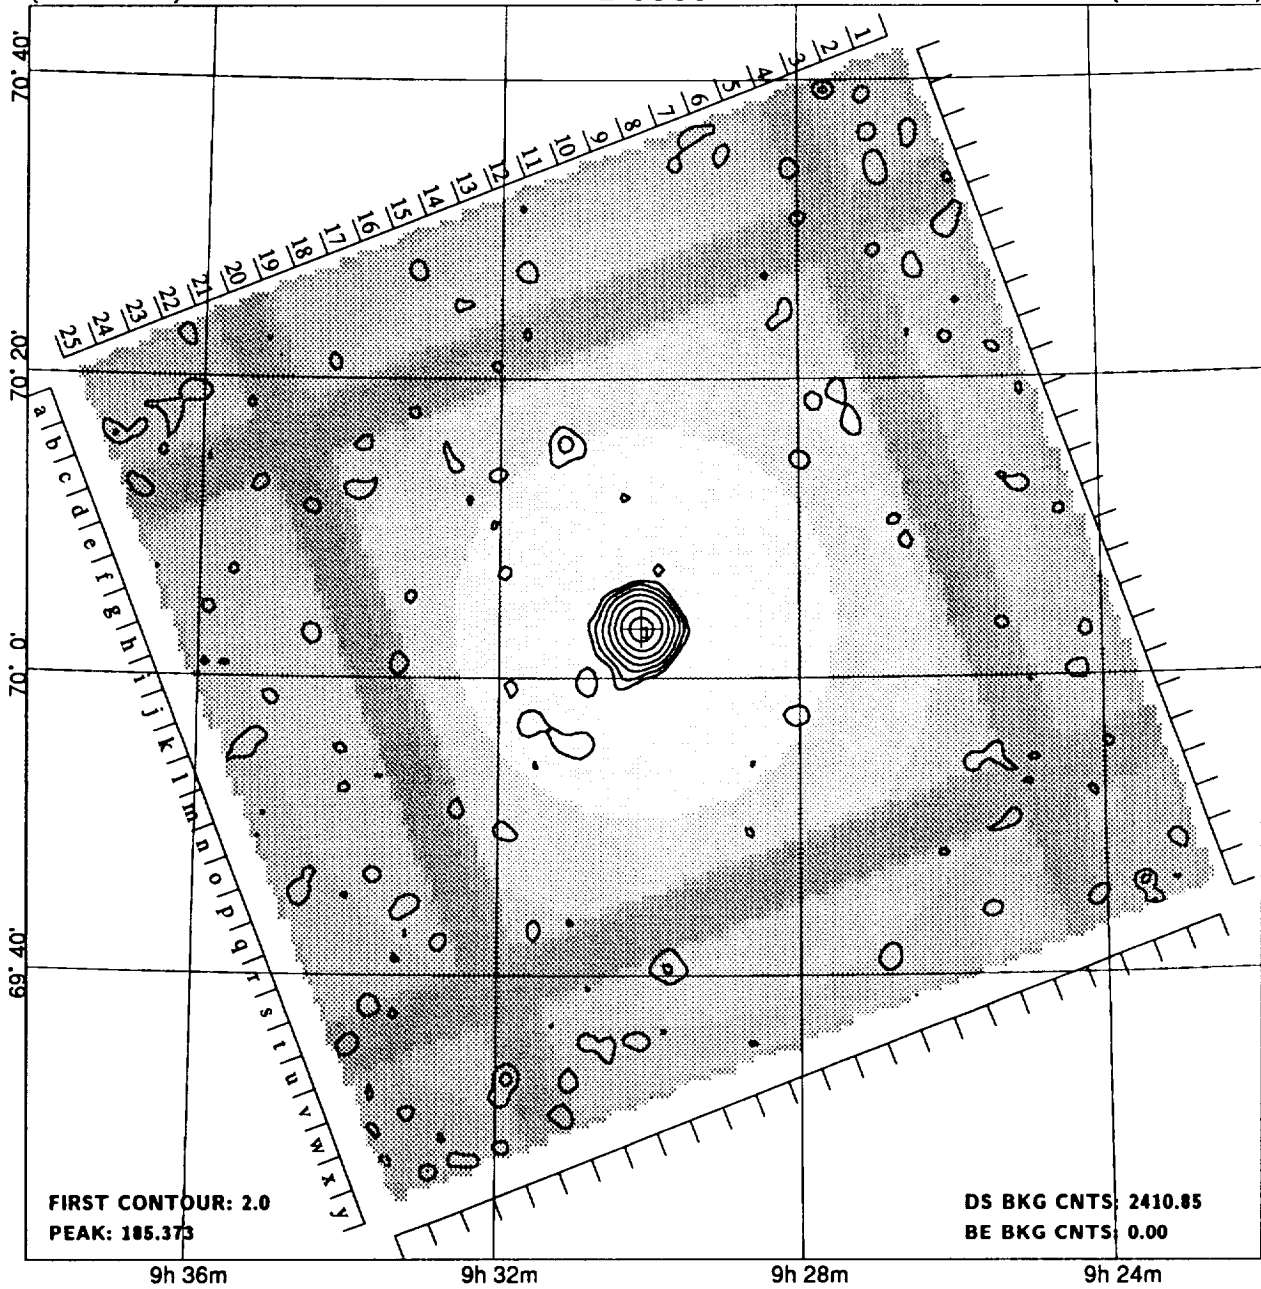 1 2 3 4 5 6 7 8 9 10 11 12 13 14 15 16 17 18 19 20 21 22 23 24 25
70° 40'
70° 20'
70° 0'
69° 40'
a b c d e f g h i j k l m n o p q r s t u v w x y
1
FIRST CONTOUR: 2.0
PEAK: 185.373
DS BKG CNTS: 2410.85
BE BKG CNTS: 0.00
9h 36m 9h 32m 9h 28m 9h 24m